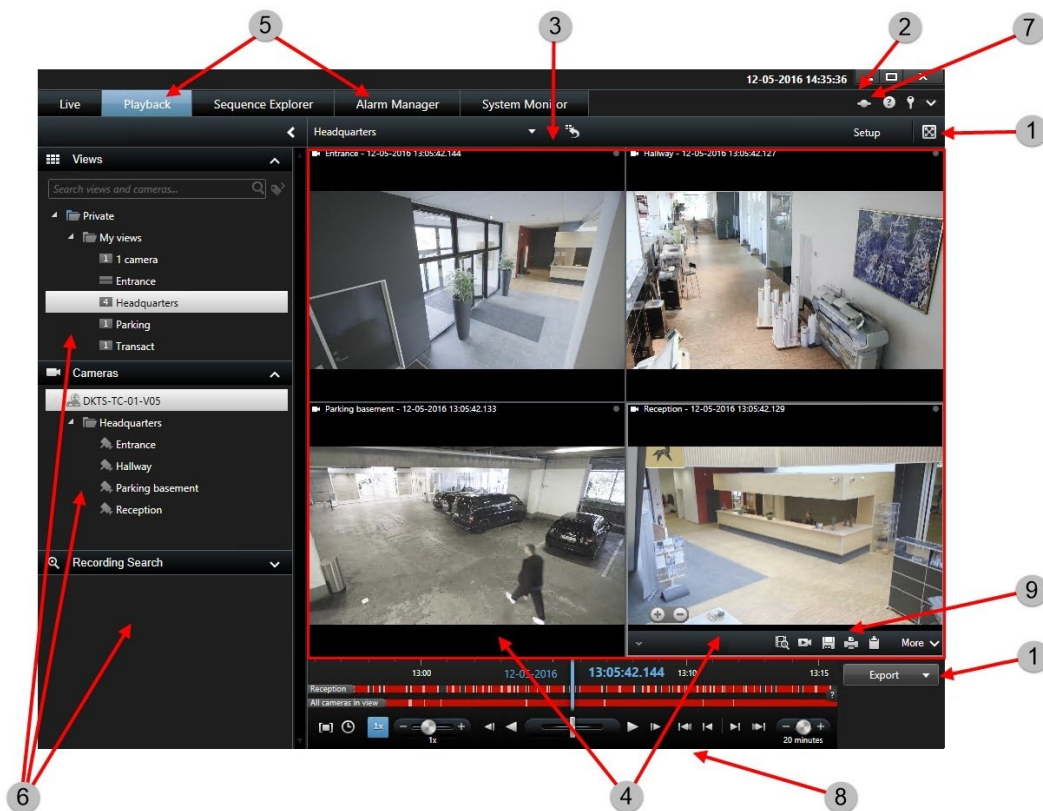 5
3
2
7
12-05-2016 14:35:36
Live
Playback
Sequence Explorer
Alarm Manager
System Monitor
?
Headquarters
Setup
1
Views
Entrance - 12-05-2016 13:05:42.144
Hallway - 12-05-2016 13:05:42.127
Search views and cameras...
Private
My views
1 1 camera
Entrance
4 Headquarters
1 Parking
1 Transact
Cameras
DKTS-TC-01-V05
Headquarters
Entrance
Hallway
Parking basement
Reception
Parking basement - 12-05-2016 13:05:42.133
Reception - 12-05-2016 13:05:42.129
Recording Search
9
More
13:00
12-05-2016
13:05:42.144
13:10
13:15
Export
1
Reception
?
All cameras in view
1x
1x
20 minutes
6
4
8